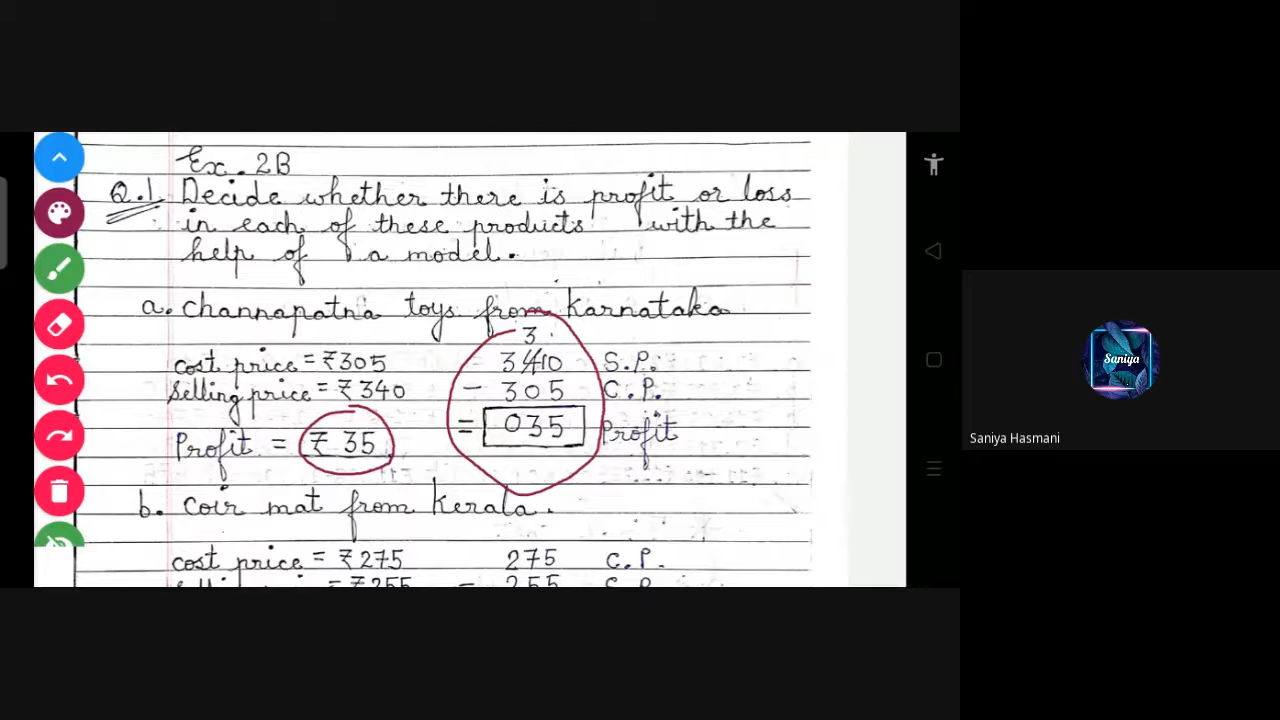 Ex. 2B
Q.1 Decide whether there is profit or loss
in each of these products with the
help of a model.
a. Channapatna toys from Karnataka
3
cost price = ₹305 3410 S.P.
Selling price = ₹340 - 305 C.P.
Profit = ₹35 = 035 Profit
b. Coir mat from Kerala.
cost price = ₹275 275 C.P.
= ₹255 - 255
Saniya
Saniya Hasmani